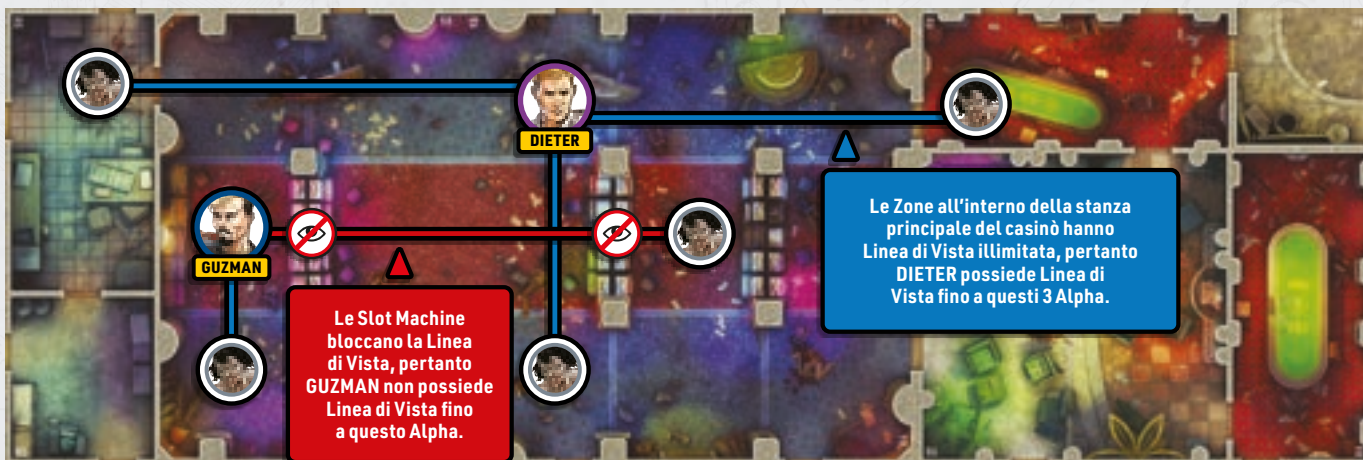 DIETER
GUZMAN
Le Slot Machine
bloccano la Linea
di Vista, pertanto
GUZMAN non possiede
Linea di Vista fino
a questo Alpha.
Le Zone all'interno della stanza
principale del casinò hanno
Linea di Vista illimitata, pertanto
DIETER possiede Linea di
Vista fino a questi 3 Alpha.